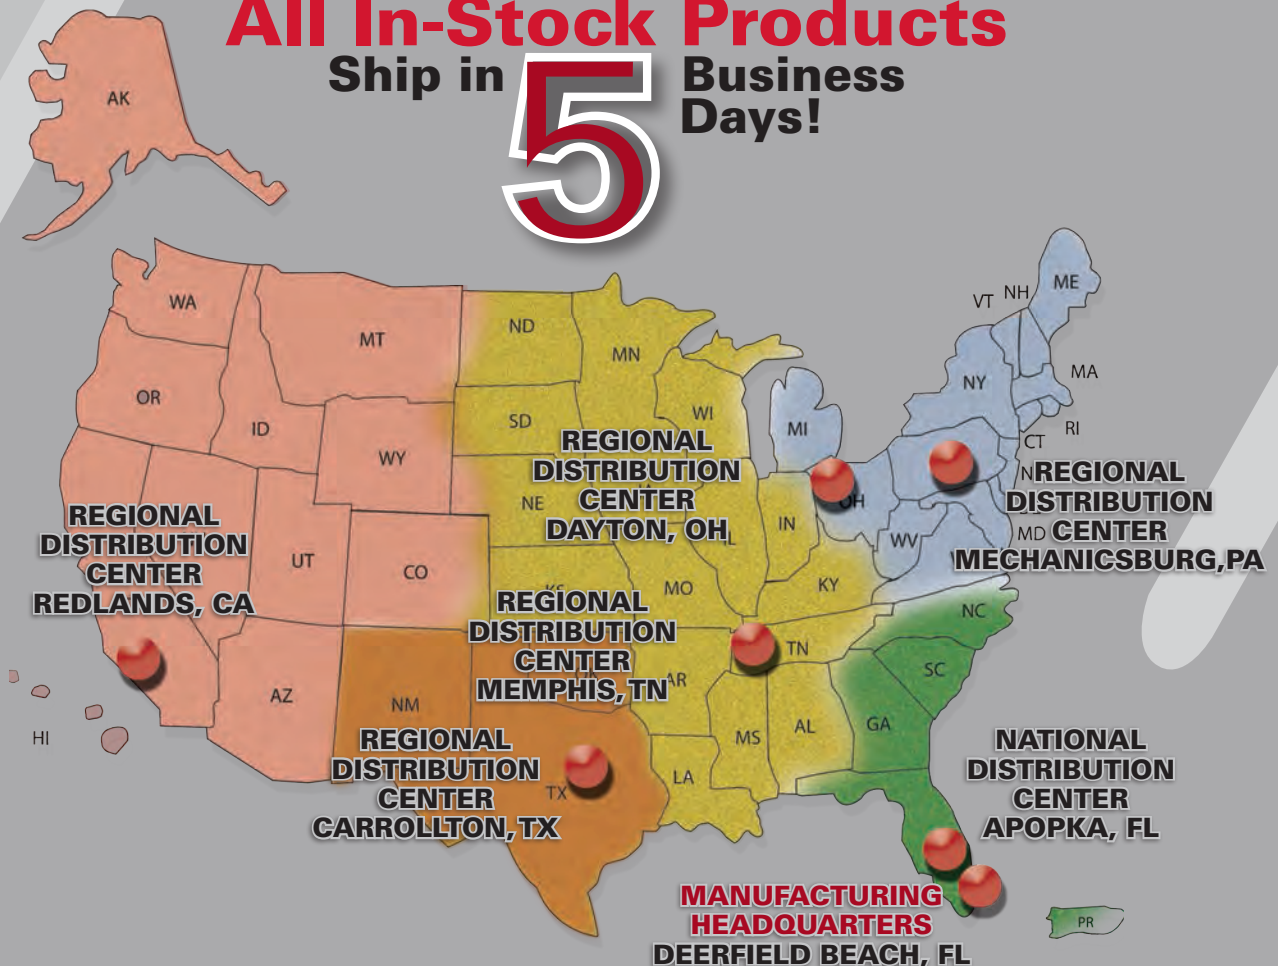 All In-Stock Products
Ship in 5 Business
Days!
AK
WA
MT
ND
MN
VT
NH
ME
OR
ID
SD
WI
MI
NY
MA
WY
NE
CT
RI
REGIONAL
DISTRIBUTION
CENTER
DAYTON, OH
OH
REGIONAL
DISTRIBUTION
CENTER
MECHANICSBURG,PA
MD
REGIONAL
DISTRIBUTION
CENTER
REDLANDS, CA
UT
CO
KS
MO
IL
IN
WV
KY
REGIONAL
DISTRIBUTION
CENTER
MEMPHIS, TN
TN
NC
SC
AZ
NM
OK
AR
MS
AL
GA
HI
REGIONAL
DISTRIBUTION
CENTER
CARROLLTON, TX
TX
LA
NATIONAL
DISTRIBUTION
CENTER
APOPKA, FL
MANUFACTURING
HEADQUARTERS
DEERFIELD BEACH, FL
PR